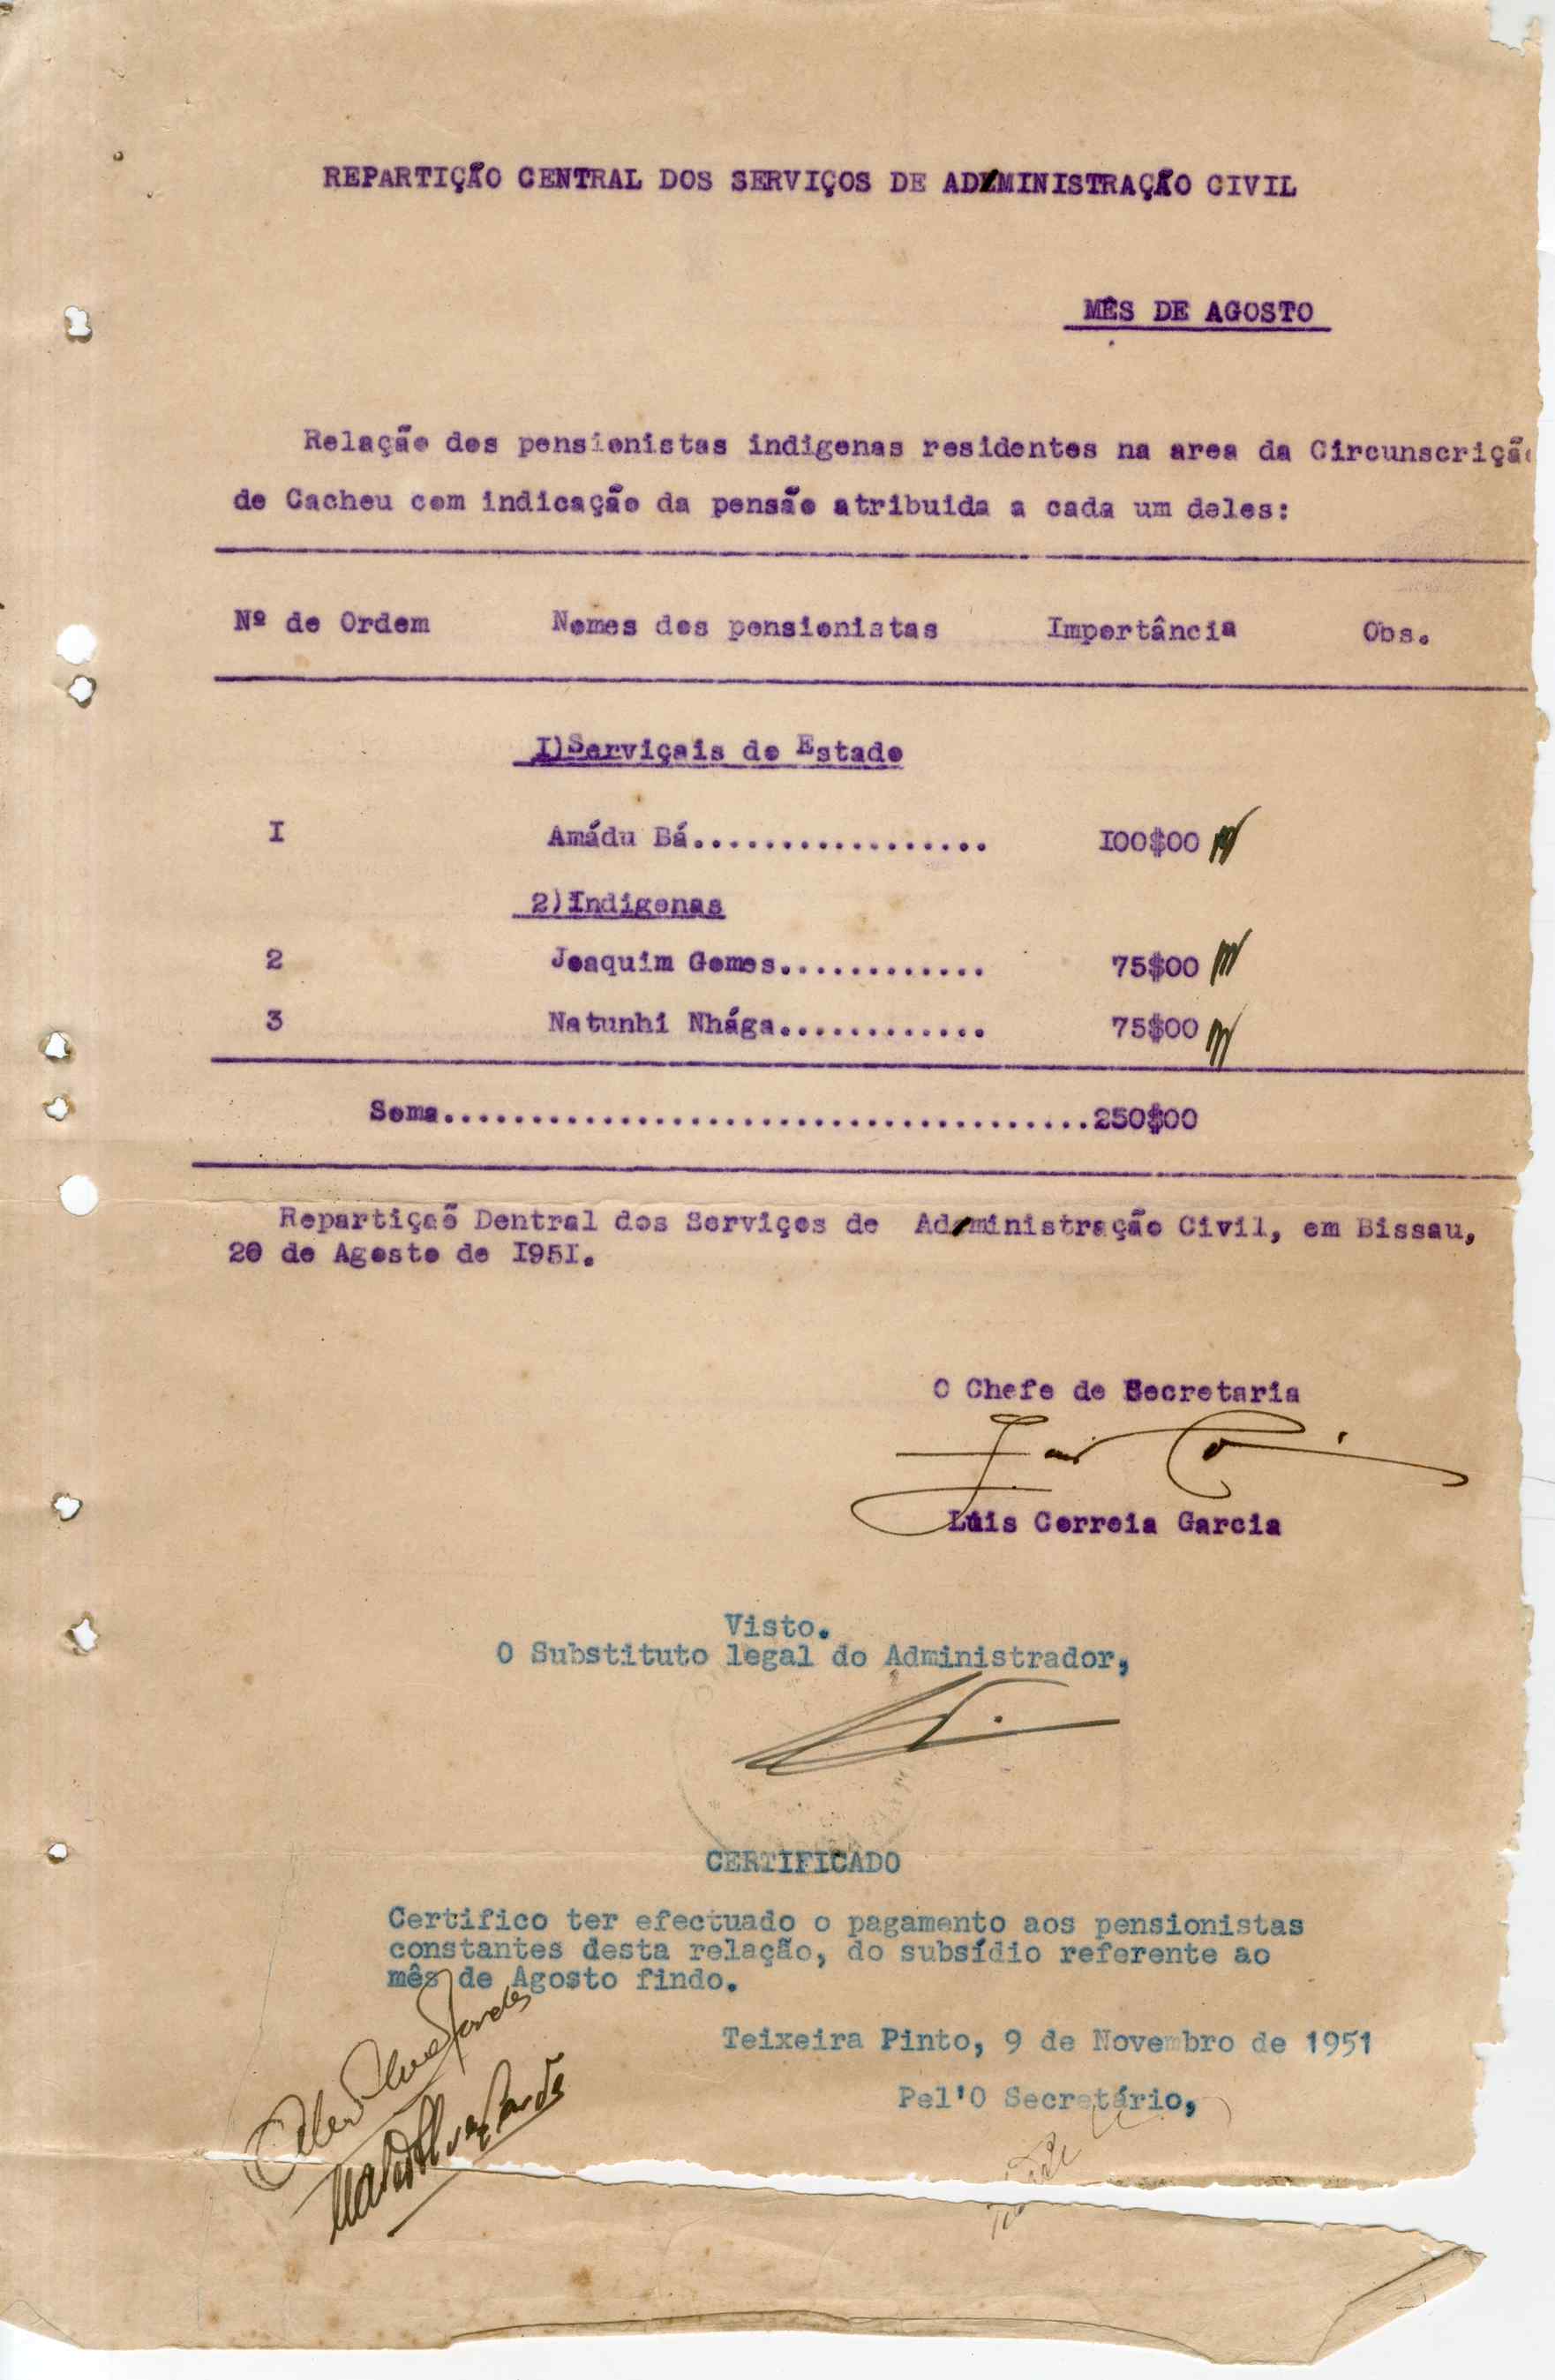 REPARTIÇÃO CENTRAL DOS SERVIÇOS DE ADMINISTRAÇÃO CIVIL
MÊS DE AGOSTO
Relação dos pensionistas indigenas residentes na area da Circunscrição
de Cacheu com indicação da pensão atribuida a cada um deles:
Nº de Ordem Nomes dos pensionistas Importância Obs.
I)Serviçais do Estado
I Amádu Bá.................. I00$00
2)Indigenas
2 Joaquim Gomes............. 75$00
3 Natunhi Nhága............. 75$00
Soma.....................................250$00
Repartiçaõ Dentral dos Serviços de Administração Civil, em Bissau,
20 de Agosto de I95I.
O Chefe de Secretaria
Luis Correia Garcia
Visto.
O Substituto legal do Administrador,
CERTIFICADO
Certifico ter efectuado o pagamento aos pensionistas
constantes desta relação, do subsídio referente ao
mês de Agosto findo.
Teixeira Pinto, 9 de Novembro de 1951
Pel'O Secretário,